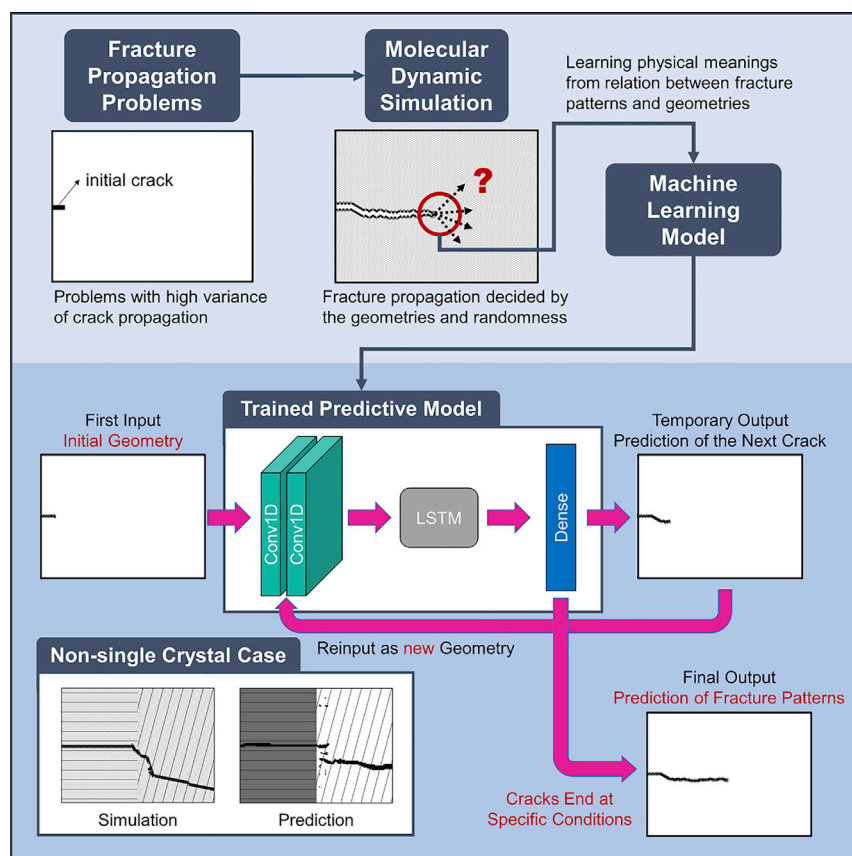 Fracture
Propagation
Problems
Molecular
Dynamic
Simulation
Learning physical meanings
from relation between fracture
patterns and geometries
initial crack
?
Machine
Learning
Model
Problems with high variance
of crack propagation
Fracture propagation decided by
the geometries and randomness
Trained Predictive Model
First Input
Initial Geometry
Conv1D
Conv1D
LSTM
Dense
Temporary Output
Prediction of the Next Crack
Reinput as new Geometry
Non-single Crystal Case
Simulation
Prediction
Final Output
Prediction of Fracture Patterns
Cracks End at
Specific Conditions